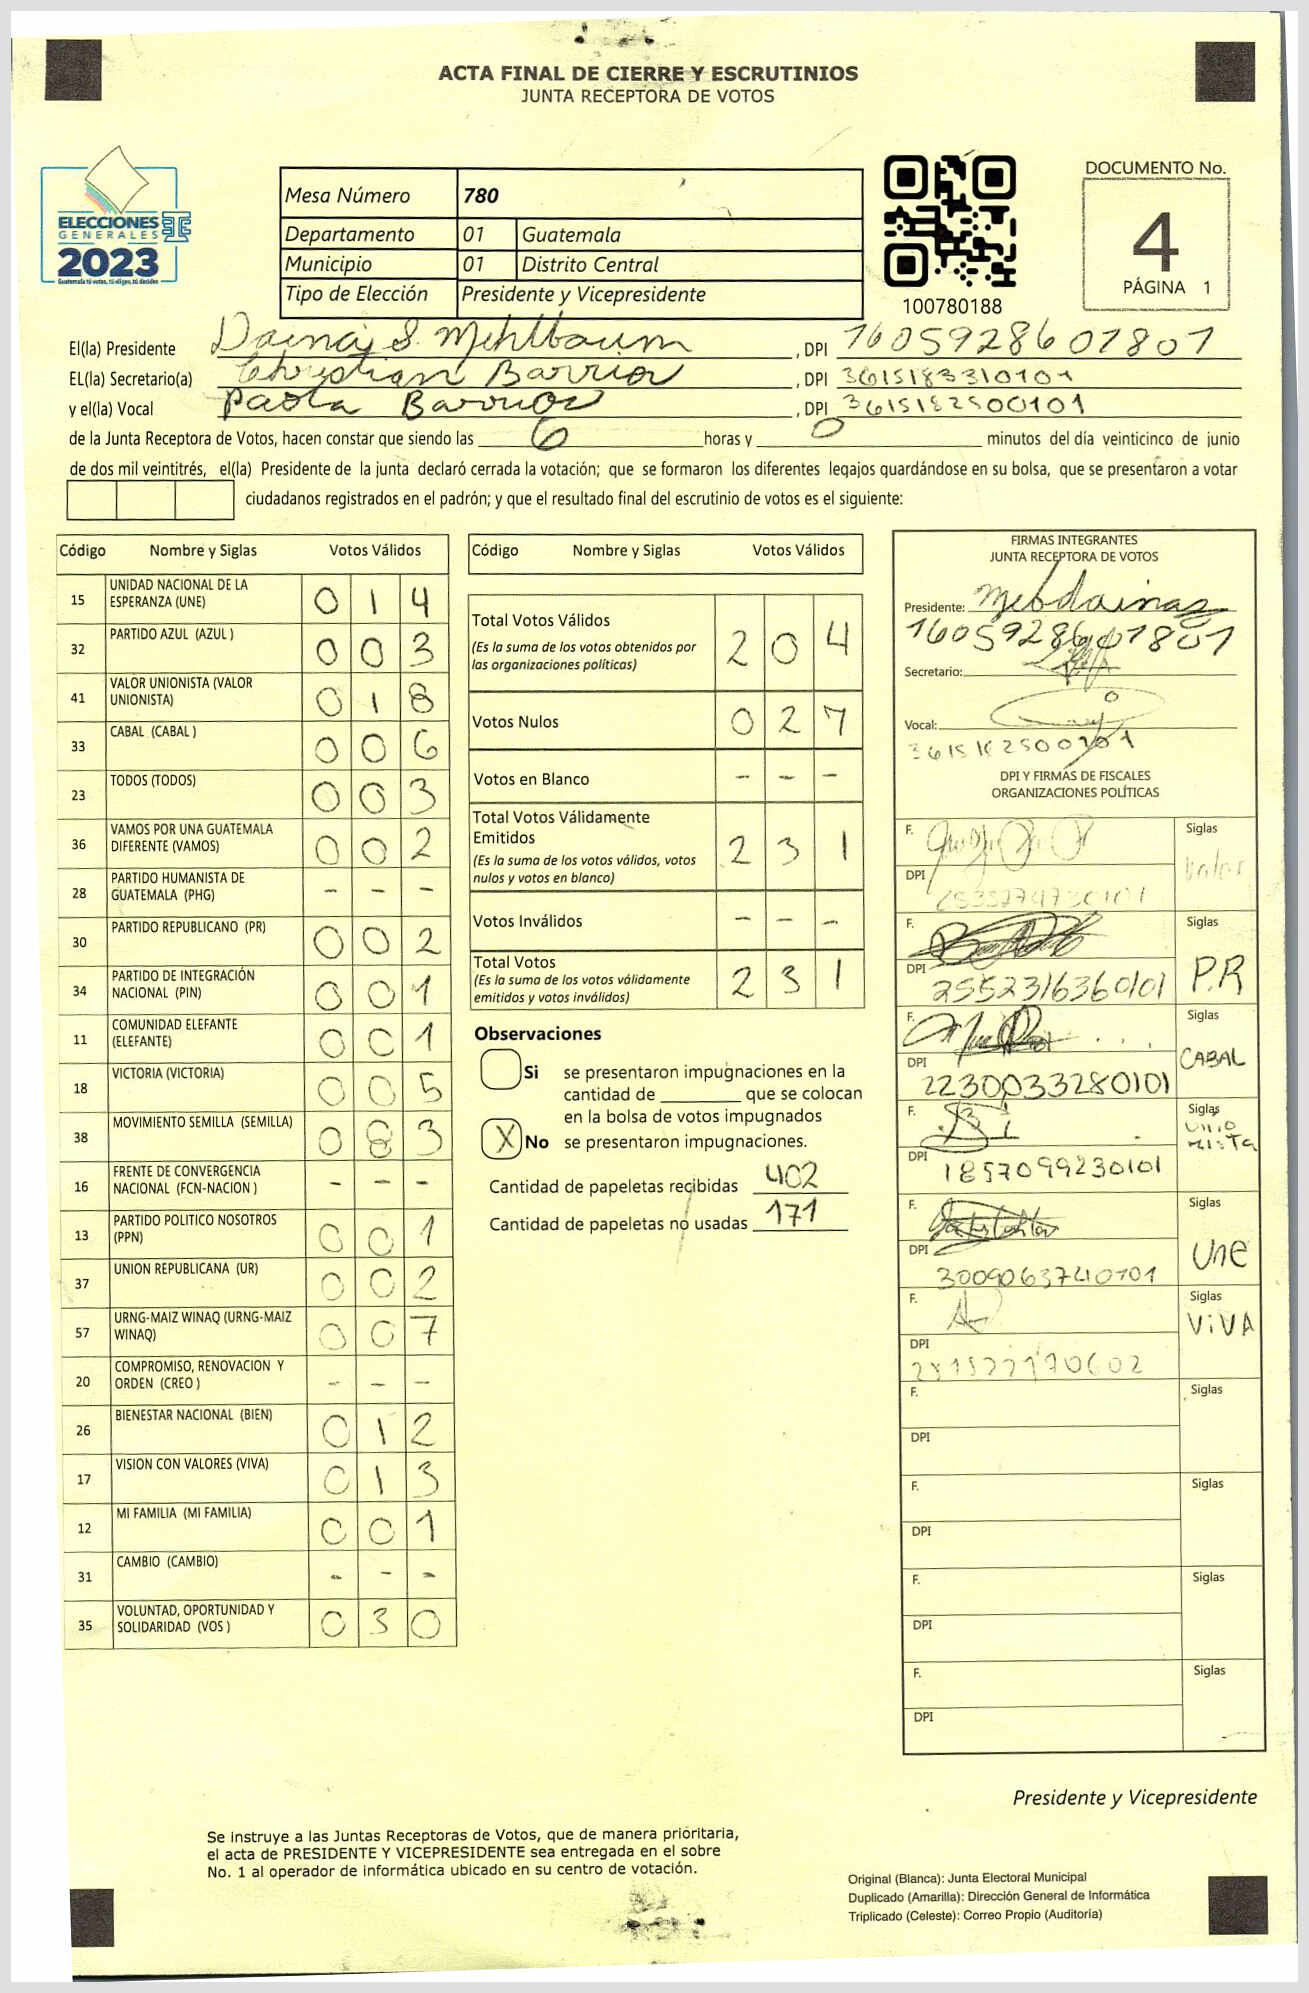 ACTA FINAL DE CIERRE Y ESCRUTINIOS
JUNTA RECEPTORA DE VOTOS
ELECCIONES
GENERALES
2023
Guatemala tú votas, tú eliges, tú decides
Mesa Número 780
Departamento 01 Guatemala
Municipio 01 Distrito Central
Tipo de Elección Presidente y Vicepresidente
100780188
DOCUMENTO No.
4
PÁGINA 1
El(la) Presidente S. Mehlbaum , DPI 1605928601801
EL(la) Secretario(a) Christian Barrios , DPI 3615183310101
y el(la) Vocal Paola Barrios , DPI 3615182500101
de la Junta Receptora de Votos, hacen constar que siendo las 6 horas y 0 minutos del día veinticinco de junio
de dos mil veintitrés, el(la) Presidente de la junta declaró cerrada la votación; que se formaron los diferentes legajos guardándose en su bolsa, que se presentaron a votar
ciudadanos registrados en el padrón; y que el resultado final del escrutinio de votos es el siguiente:
Código Nombre y Siglas Votos Válidos
15 UNIDAD NACIONAL DE LA ESPERANZA (UNE) 0 1 4
32 PARTIDO AZUL (AZUL ) 0 0 3
41 VALOR UNIONISTA (VALOR UNIONISTA) 0 1 8
33 CABAL (CABAL ) 0 0 6
23 TODOS (TODOS) 0 0 3
36 VAMOS POR UNA GUATEMALA DIFERENTE (VAMOS) 0 0 2
28 PARTIDO HUMANISTA DE GUATEMALA (PHG) - - -
30 PARTIDO REPUBLICANO (PR) 0 0 2
34 PARTIDO DE INTEGRACIÓN NACIONAL (PIN) 0 0 1
11 COMUNIDAD ELEFANTE (ELEFANTE) 0 0 1
18 VICTORIA (VICTORIA) 0 0 5
38 MOVIMIENTO SEMILLA (SEMILLA) 0 8 3
16 FRENTE DE CONVERGENCIA NACIONAL (FCN-NACION ) - - -
13 PARTIDO POLITICO NOSOTROS (PPN) 0 0 1
37 UNION REPUBLICANA (UR) 0 0 2
57 URNG-MAIZ WINAQ (URNG-MAIZ WINAQ) 0 0 7
20 COMPROMISO, RENOVACION Y ORDEN (CREO ) - - -
26 BIENESTAR NACIONAL (BIEN) 0 1 2
17 VISION CON VALORES (VIVA) 0 1 3
12 MI FAMILIA (MI FAMILIA) 0 0 1
31 CAMBIO (CAMBIO) - - -
35 VOLUNTAD, OPORTUNIDAD Y SOLIDARIDAD (VOS ) 0 3 0
Código Nombre y Siglas Votos Válidos
Total Votos Válidos 2 0 4
(Es la suma de los votos obtenidos por
las organizaciones políticas)
Votos Nulos 0 2 7
Votos en Blanco - - -
Total Votos Válidamente
Emitidos 2 3 1
(Es la suma de los votos válidos, votos
nulos y votos en blanco)
Votos Inválidos - - -
Total Votos 2 3 1
(Es la suma de los votos válidamente
emitidos y votos inválidos)
Observaciones
Si se presentaron impugnaciones en la
cantidad de ________ que se colocan
en la bolsa de votos impugnados
X No se presentaron impugnaciones.
Cantidad de papeletas recibidas 402
Cantidad de papeletas no usadas 171
FIRMAS INTEGRANTES
JUNTA RECEPTORA DE VOTOS
Presidente:
1605928601801
Secretario:
Vocal:
DPI Y FIRMAS DE FISCALES
ORGANIZACIONES POLÍTICAS
F. Siglas
DPI Valor
F. Siglas
DPI 2552316360101 P.R
F. Siglas
DPI 2230033280101 CABAL
F. Siglas
DPI 1857099230101 UNIONISTA
F. Siglas
DPI 3009063740101 UNE
F. Siglas
DPI VIVA
F. Siglas
DPI
F. Siglas
DPI
F. Siglas
DPI
F. Siglas
DPI
Presidente y Vicepresidente
Se instruye a las Juntas Receptoras de Votos, que de manera prioritaria,
el acta de PRESIDENTE Y VICEPRESIDENTE sea entregada en el sobre
No. 1 al operador de informática ubicado en su centro de votación.
Original (Blanca): Junta Electoral Municipal
Duplicado (Amarilla): Dirección General de Informática
Triplicado (Celeste): Correo Propio (Auditoria)